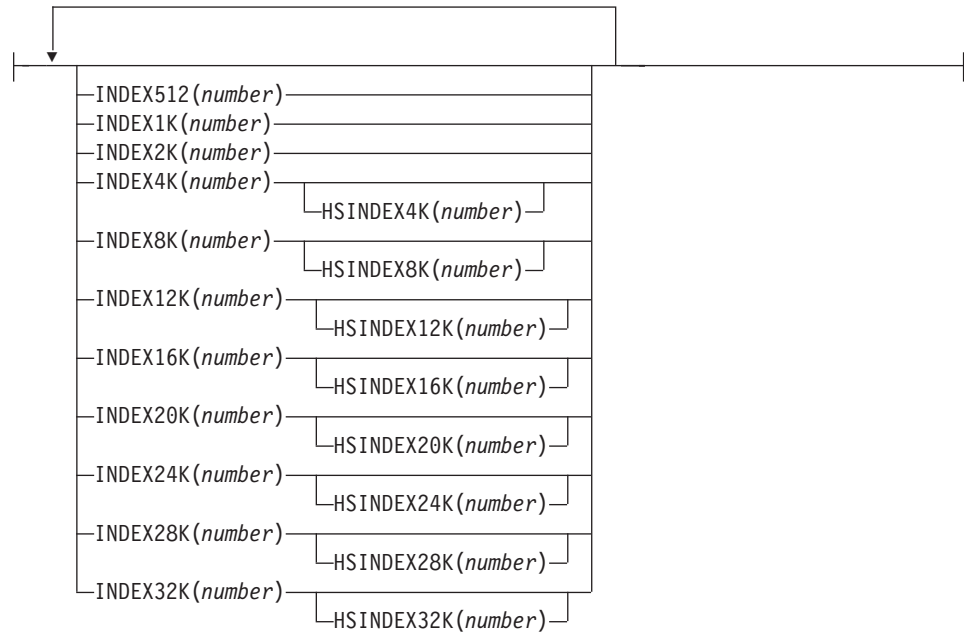 INDEX512(number)
INDEX1K(number)
INDEX2K(number)
INDEX4K(number)
HSINDEX4K(number)
INDEX8K(number)
HSINDEX8K(number)
INDEX12K(number)
HSINDEX12K(number)
INDEX16K(number)
HSINDEX16K(number)
INDEX20K(number)
HSINDEX20K(number)
INDEX24K(number)
HSINDEX24K(number)
INDEX28K(number)
HSINDEX28K(number)
INDEX32K(number)
HSINDEX32K(number)